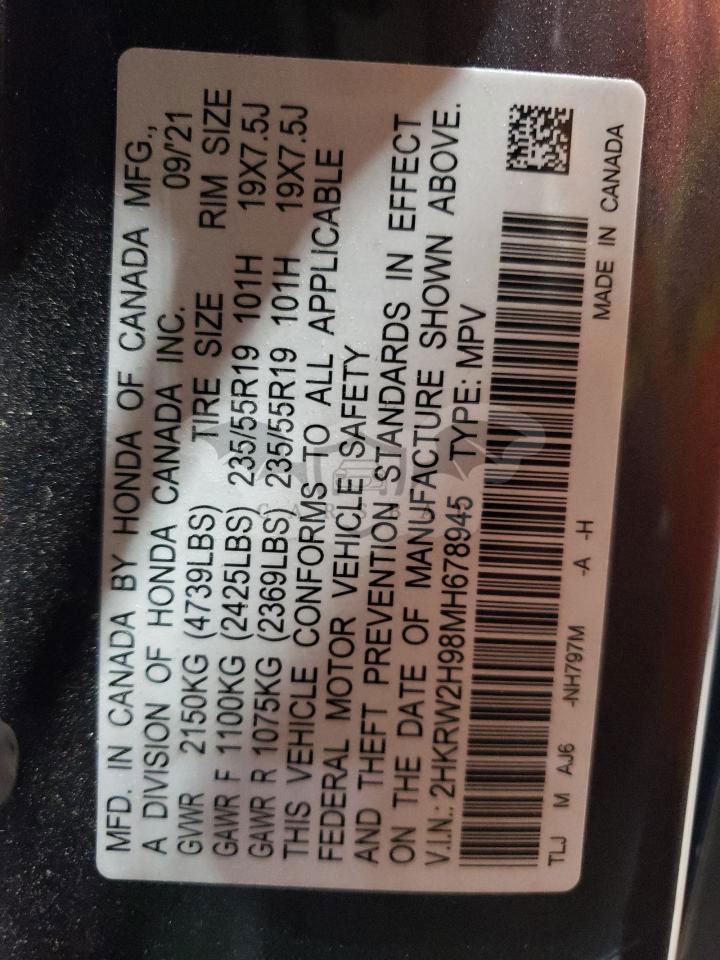 MFD. IN CANADA BY HONDA OF CANADA MFG.,
A DIVISION OF HONDA CANADA INC. 09/'21
GVWR 2150KG (4739LBS) TIRE SIZE RIM SIZE
GAWR F 1100KG (2425LBS) 235/55R19 101H 19X7.5J
GAWR R 1075KG (2369LBS) 235/55R19 101H 19X7.5J
THIS VEHICLE CONFORMS TO ALL APPLICABLE
FEDERAL MOTOR VEHICLE SAFETY
AND THEFT PREVENTION STANDARDS IN EFFECT
ON THE DATE OF MANUFACTURE SHOWN ABOVE.
V.I.N.: 2HKRW2H98MH678945 TYPE: MPV
TLJ M AJ6 -NH797M -A -H
MADE IN CANADA